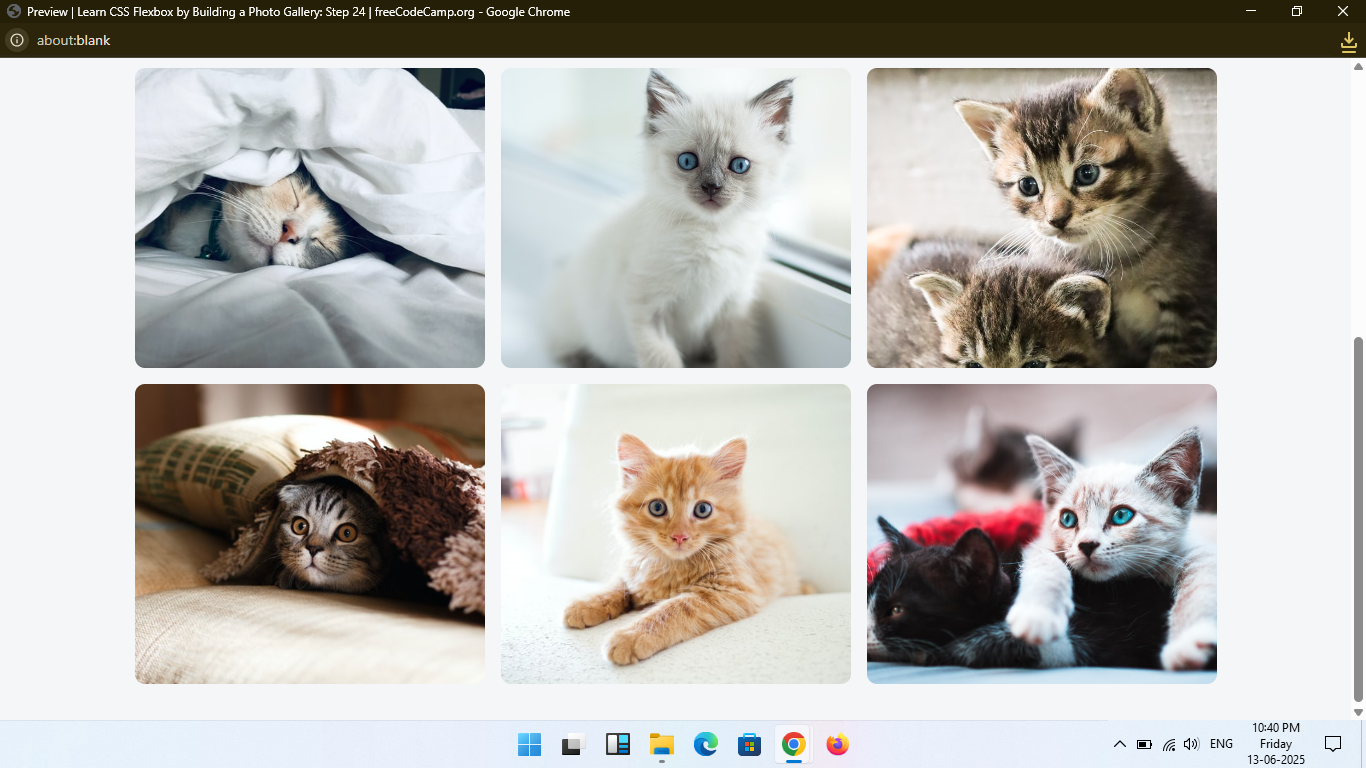 Preview | Learn CSS Flexbox by Building a Photo Gallery: Step 24 | freeCodeCamp.org - Google Chrome
about:blank
ENG
10:40 PM
Friday
13-06-2025